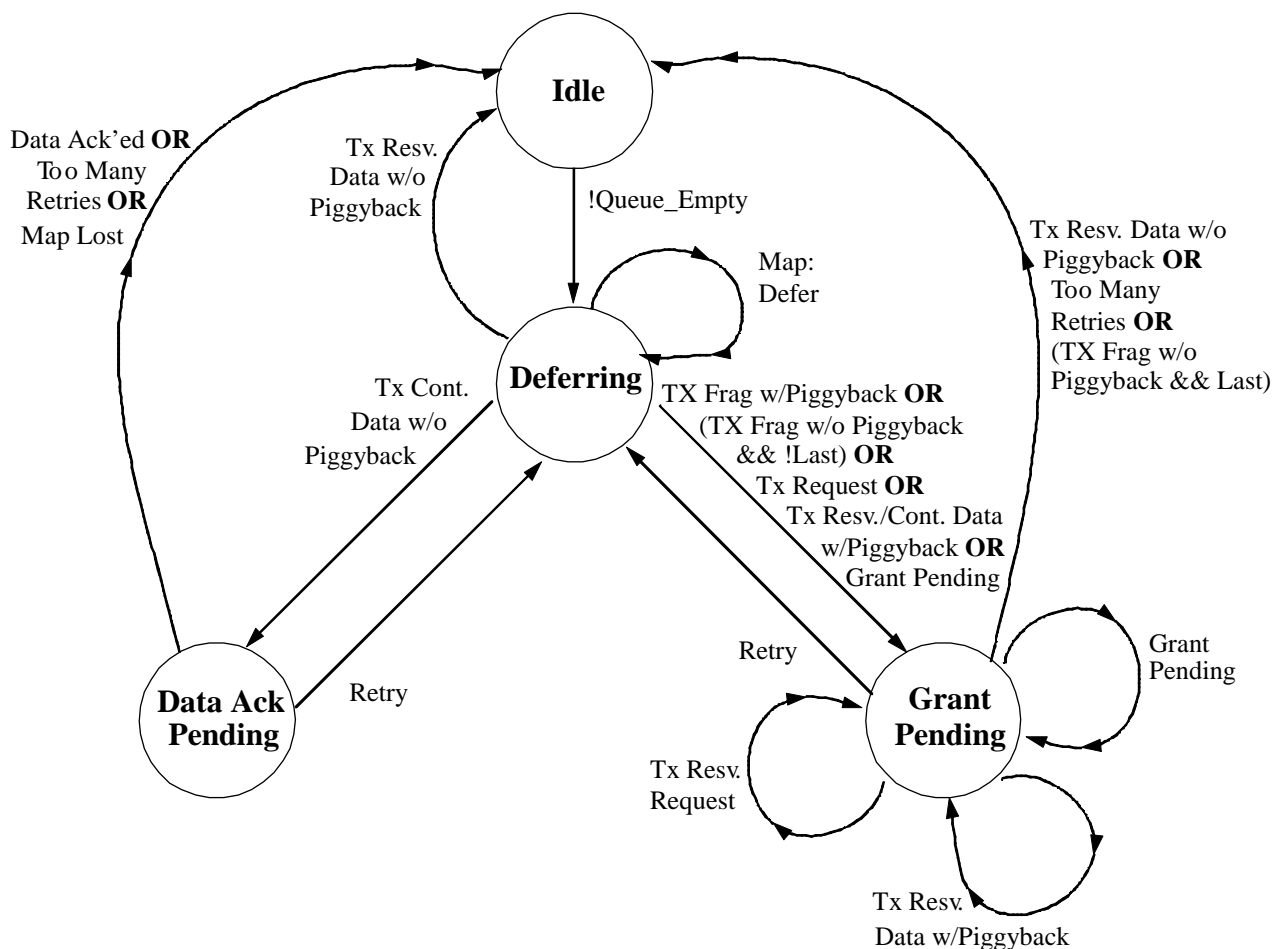 Idle
Data Ack'ed OR
Too Many
Retries OR
Map Lost
Tx Resv.
Data w/o
Piggyback
!Queue_Empty
Map:
Defer
Tx Resv. Data w/o
Piggyback OR
Too Many
Retries OR
(TX Frag w/o
Piggyback && Last)
Deferring
Tx Cont.
Data w/o
Piggyback
TX Frag w/Piggyback OR
(TX Frag w/o Piggyback
&& !Last) OR
Tx Request OR
Tx Resv./Cont. Data
w/Piggyback OR
Grant Pending
Retry
Retry
Data Ack
Pending
Grant
Pending
Grant
Pending
Tx Resv.
Request
Tx Resv.
Data w/Piggyback